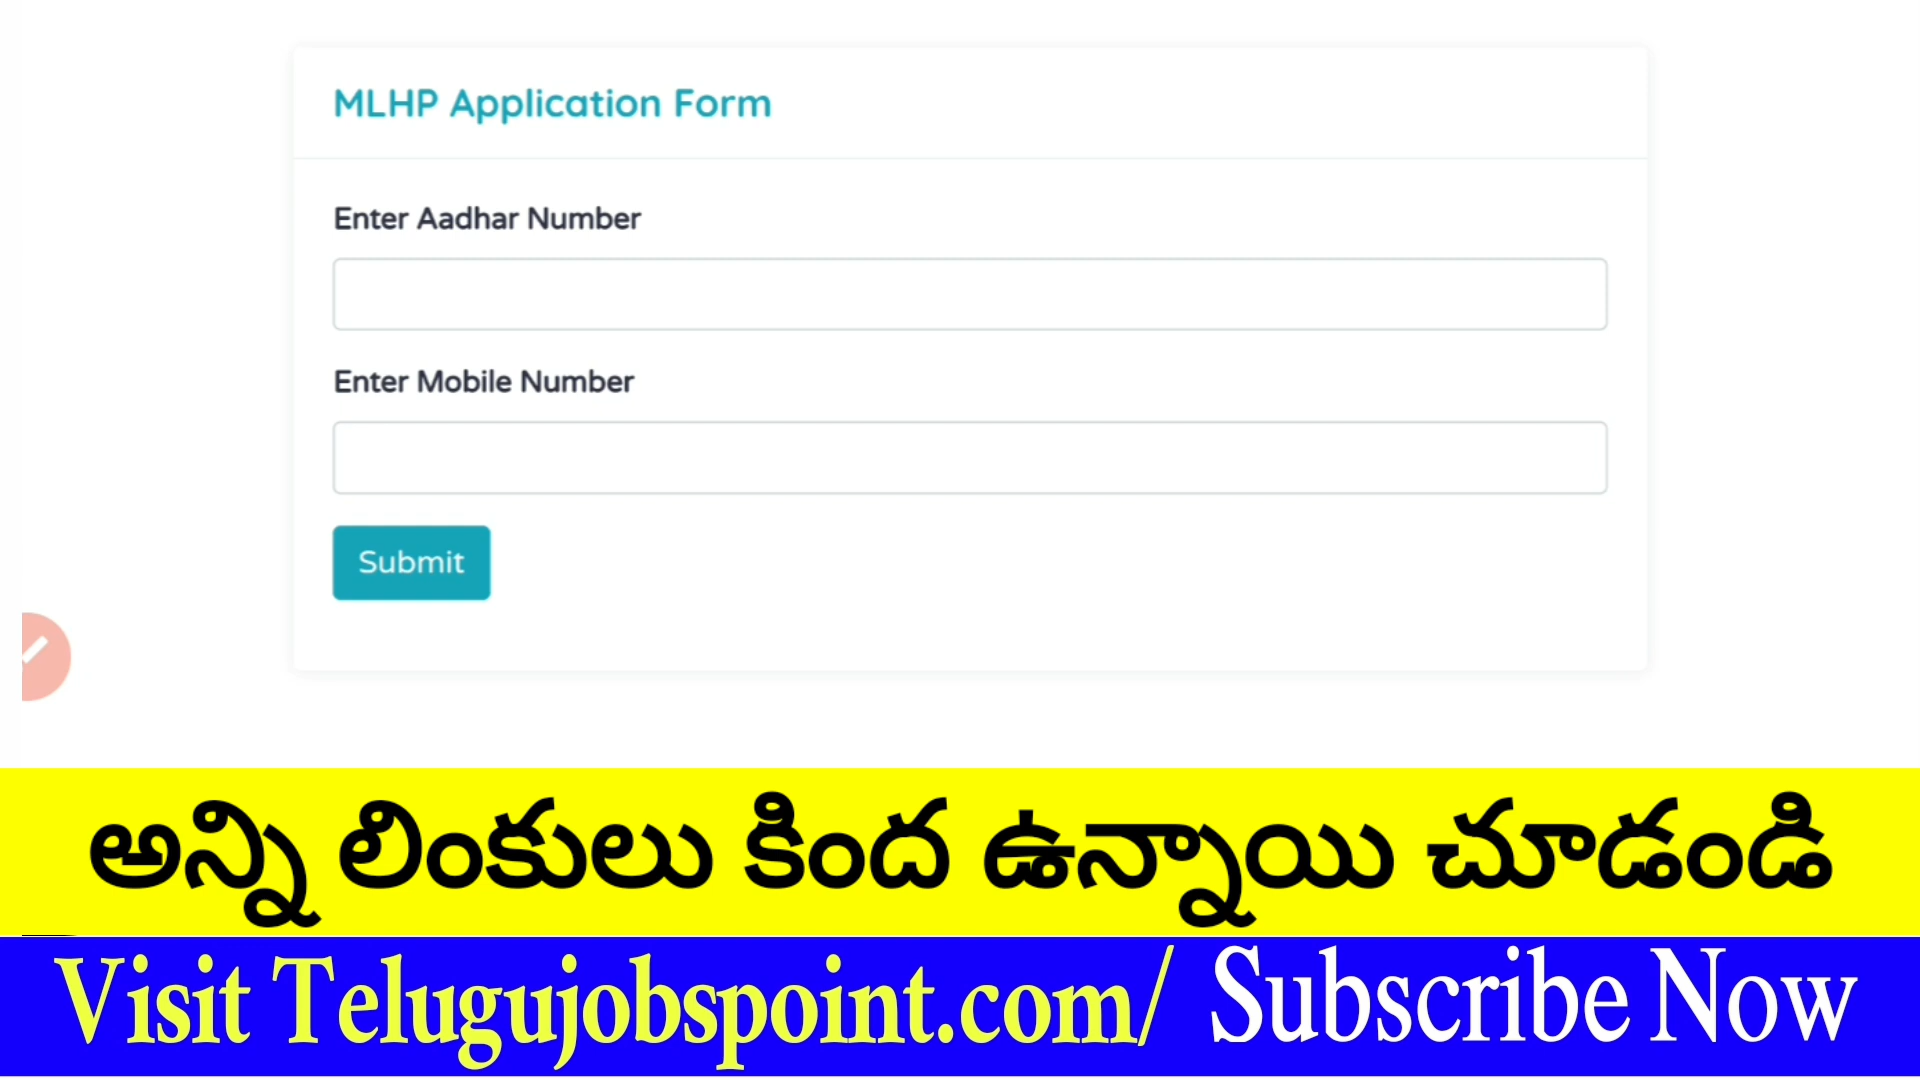 MLHP Application Form
Enter Aadhar Number
Enter Mobile Number
Submit
అన్ని లింకులు కింద ఉన్నాయి చూడండి
Visit Telugujobspoint.com/ Subscribe Now